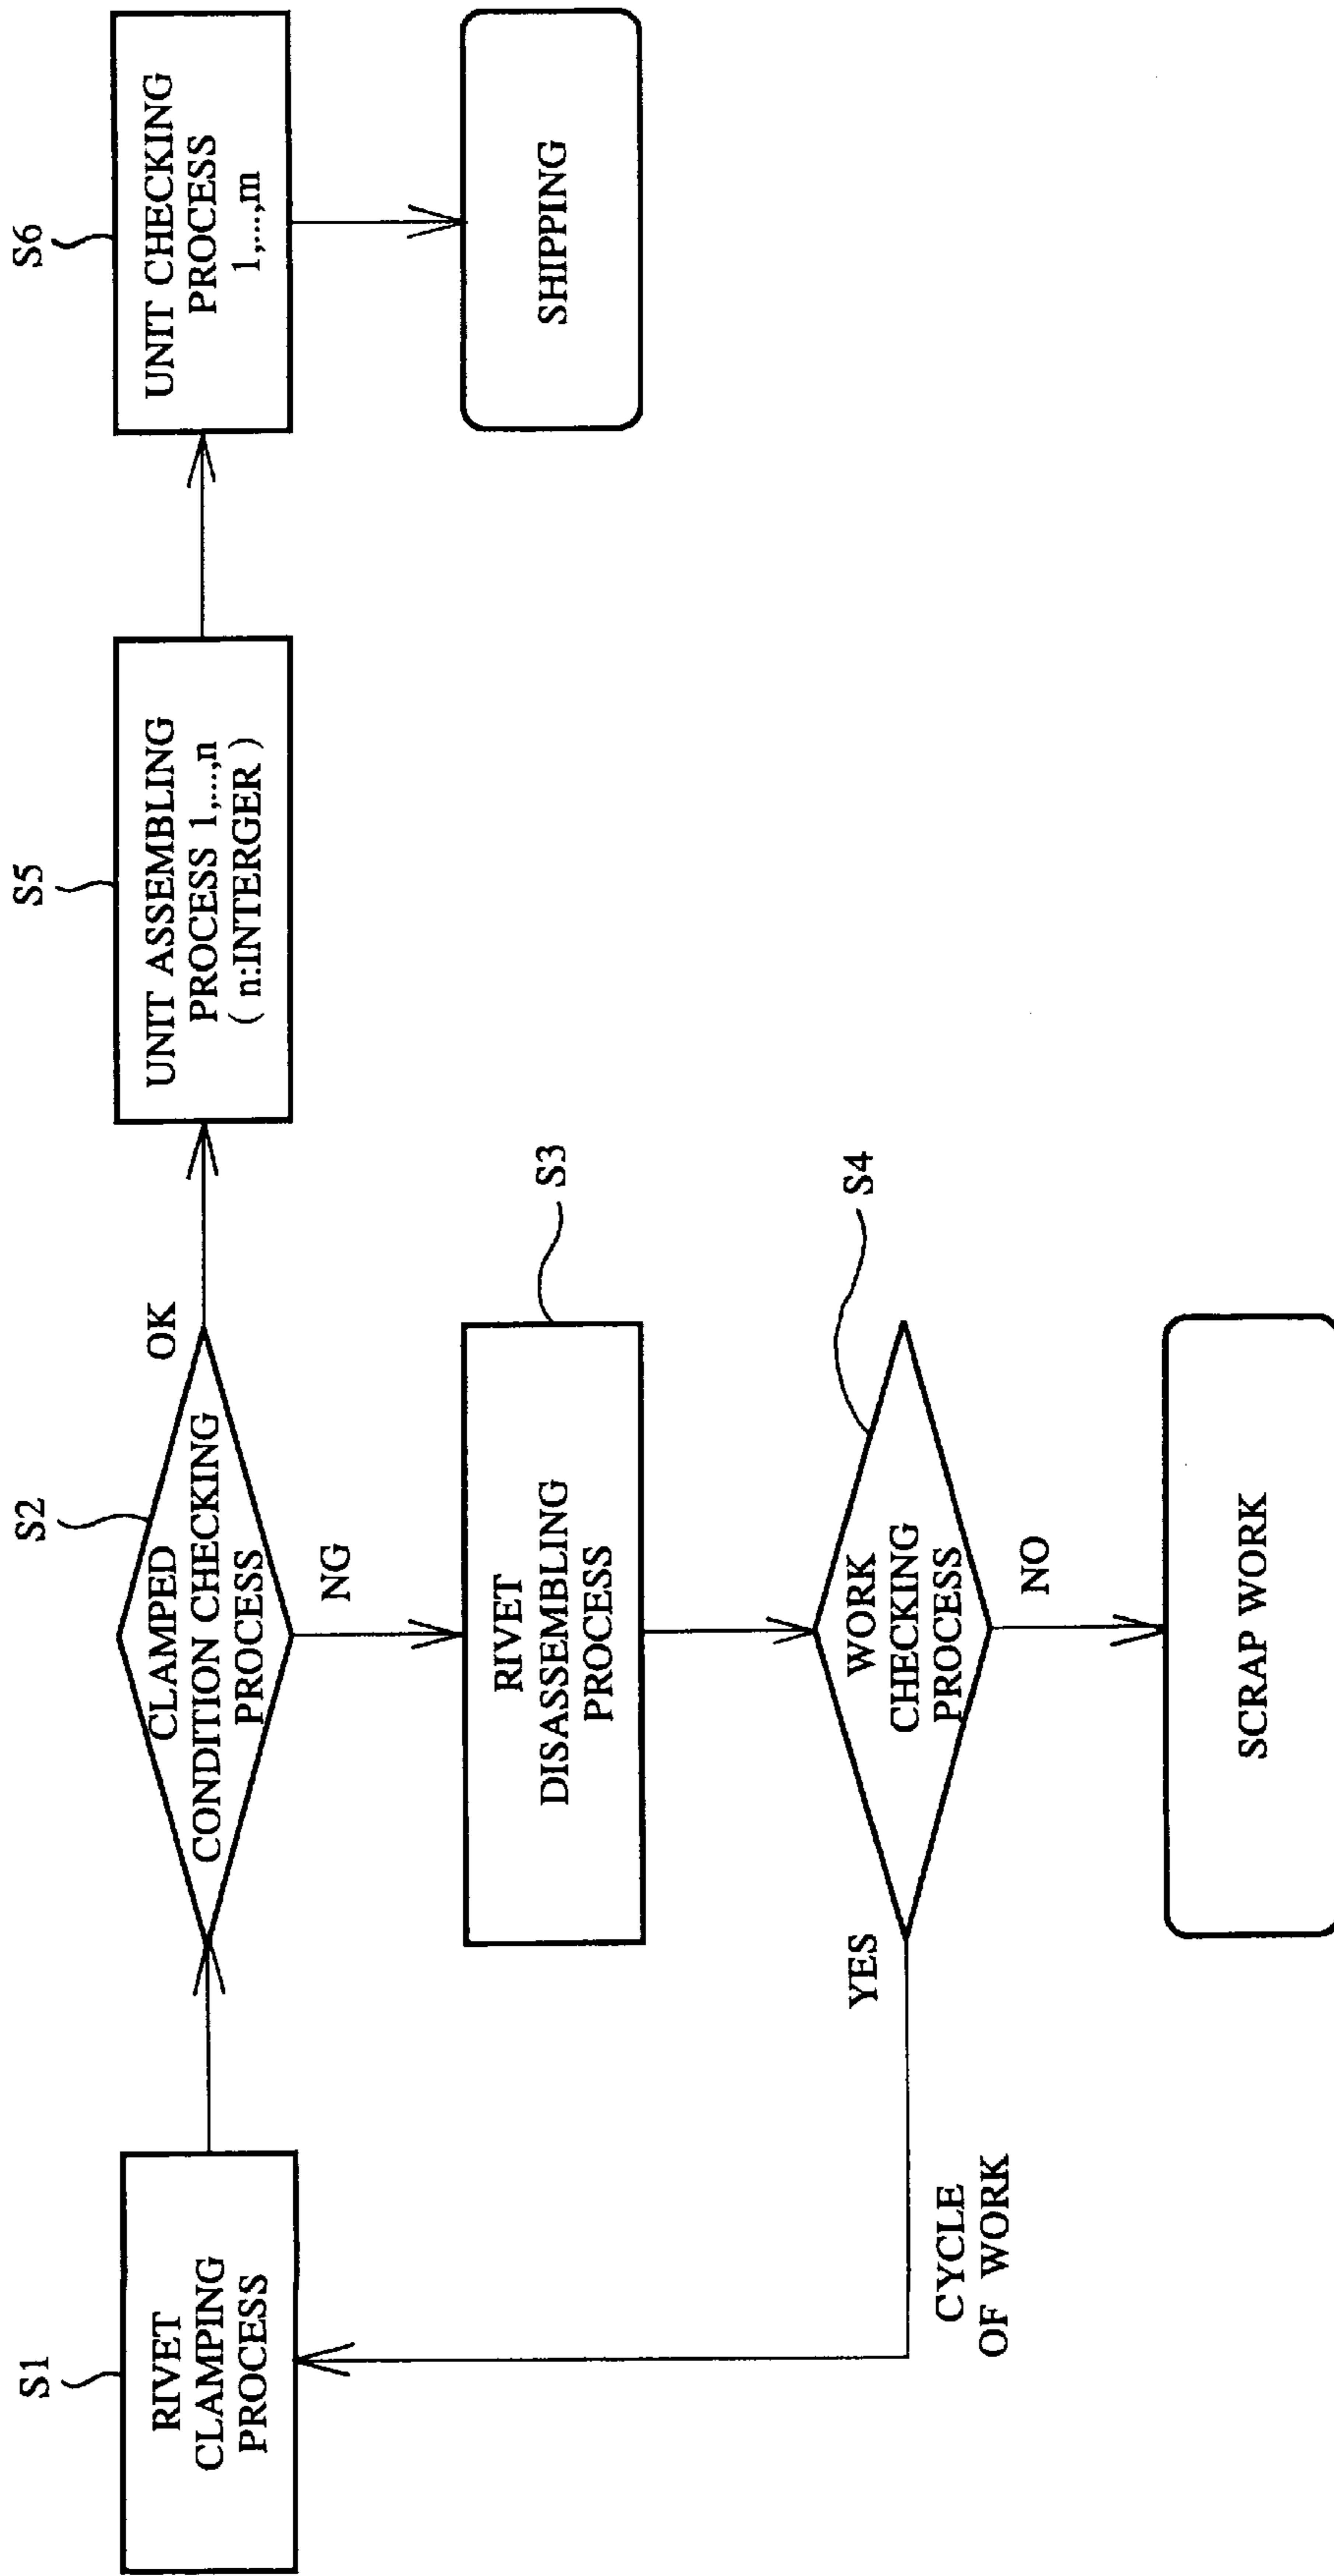 S1
RIVET
CLAMPING
PROCESS
S2
CLAMPED
CONDITION CHECKING
PROCESS
OK
NG
S5
UNIT ASSEMBLING
PROCESS 1,...,n
( n:INTERGER )
S6
UNIT CHECKING
PROCESS
1,...,m
SHIPPING
S3
RIVET
DISASSEMBLING
PROCESS
S4
WORK
CHECKING
PROCESS
YES
NO
CYCLE
OF WORK
SCRAP WORK